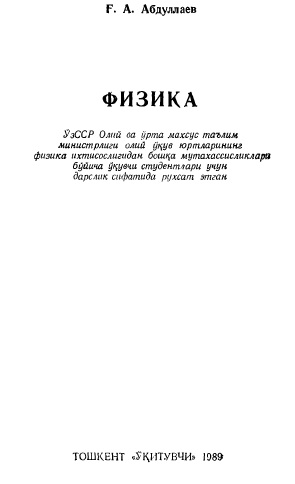 Ғ. А. Абдуллаев
ФИЗИКА
ЎзССР Олий ва ўрта махсус таълим
министрлиги олий ўқув юртларининг
физика ихтисослигидан бошқа мутахассисликлари
бўйича ўқувчи студентлари учун
дарслик сифатида рухсат этган
ТОШКЕНТ «ЎҚИТУВЧИ» 1989